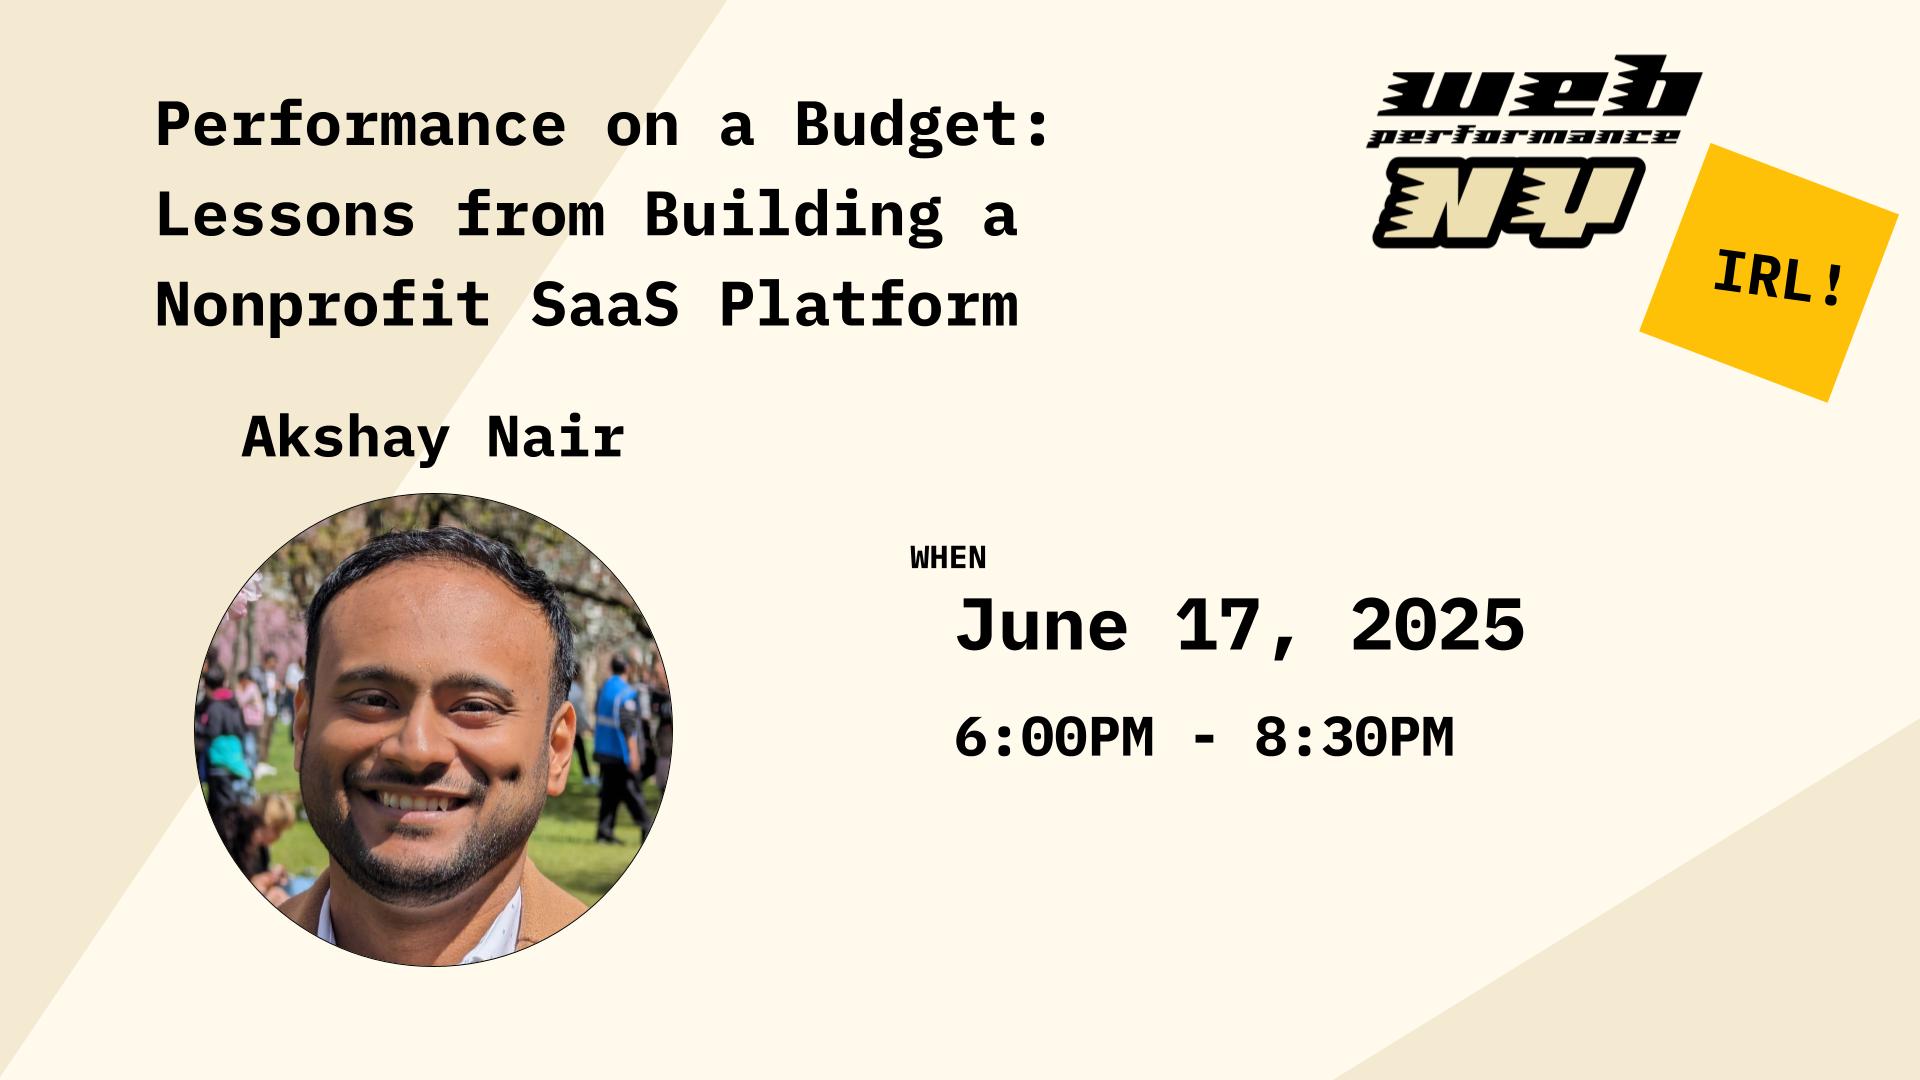 Performance on a Budget:
Lessons from Building a
Nonprofit SaaS Platform
web
performance
NY
IRL!
Akshay Nair
WHEN
June 17, 2025
6:00PM - 8:30PM